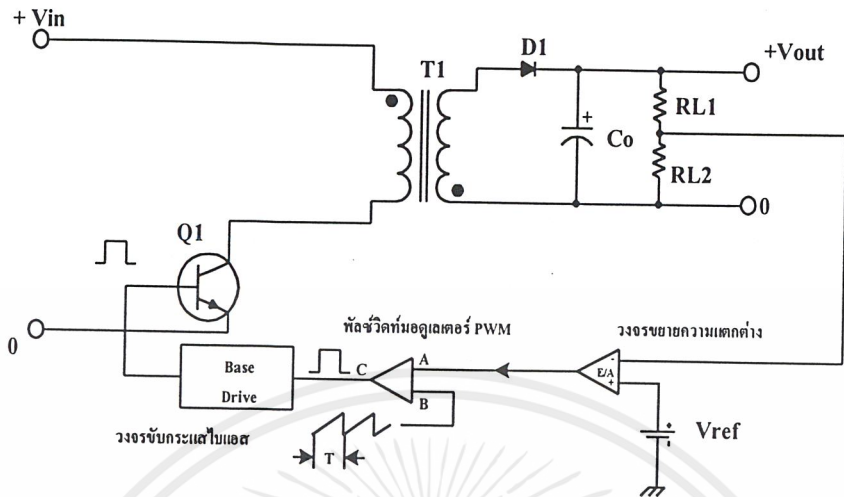 + Vin
T1
D1
+Vout
RL1
+
Co
RL2
0
Q1
0
พัลซ์วิดท์มอดูเลเตอร์ PWM
วงจรขยายความแตกต่าง
Base
Drive
C
A
B
-
E/A
+
วงจรขับกระแสไบแอส
T
+
-
Vref